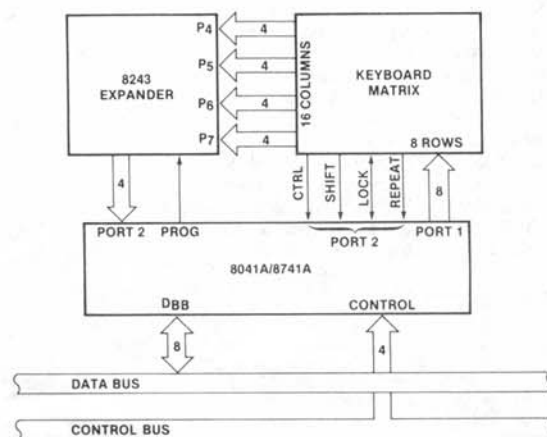 P4
4
P5
4
P6
4
P7
4
8243
EXPANDER
16 COLUMNS
KEYBOARD
MATRIX
8 ROWS
4
CTRL
SHIFT
LOCK
REPEAT
8
PORT 2
PROG
PORT 2
PORT 1
8041A/8741A
DBB
CONTROL
8
4
DATA BUS
CONTROL BUS